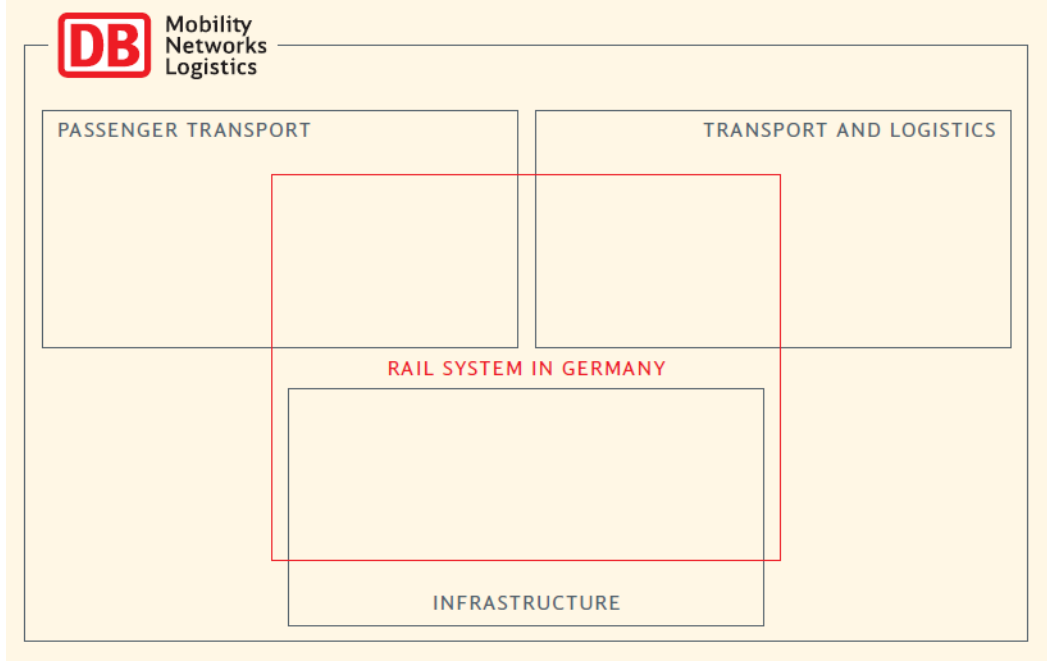 DB
Mobility
Networks
Logistics
PASSENGER TRANSPORT
TRANSPORT AND LOGISTICS
RAIL SYSTEM IN GERMANY
INFRASTRUCTURE